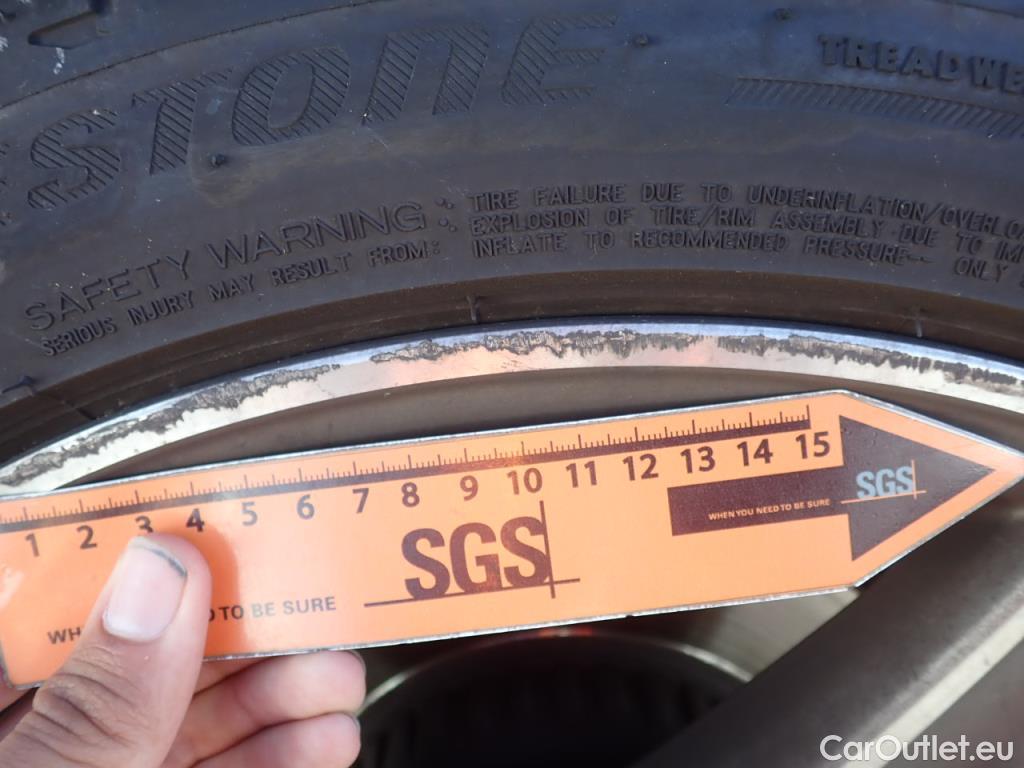 STONE
TREADWE
SAFETY WARNING:
SERIOUS INJURY MAY RESULT FROM:
TIRE FAILURE DUE TO UNDERINFLATION/OVERLOA
EXPLOSION OF TIRE/RIM ASSEMBLY DUE TO IM
INFLATE TO RECOMMENDED PRESSURE-- ONLY
1 2 3 4 5 6 7 8 9 10 11 12 13 14 15
SGS
WHEN YOU NEED TO BE SURE
SGS
WH D TO BE SURE
CarOutlet.eu